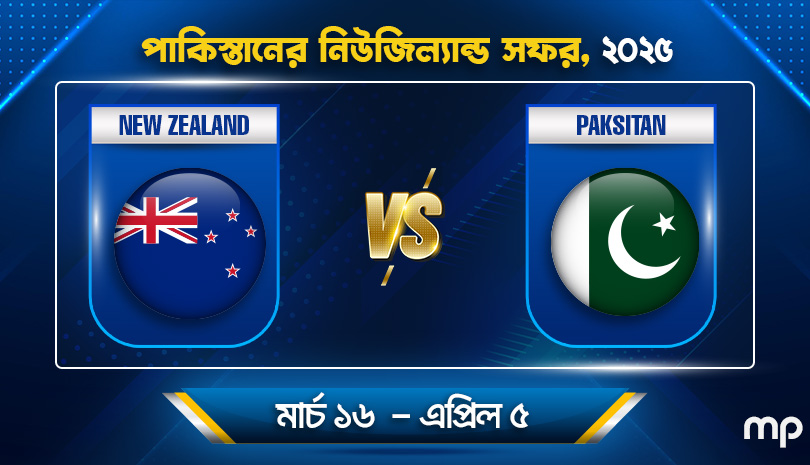 পাকিস্তানের নিউজিল্যান্ড সফর, ২০২৫
NEW ZEALAND
VS
PAKSITAN
মার্চ ১৬ – এপ্রিল ৫
mp